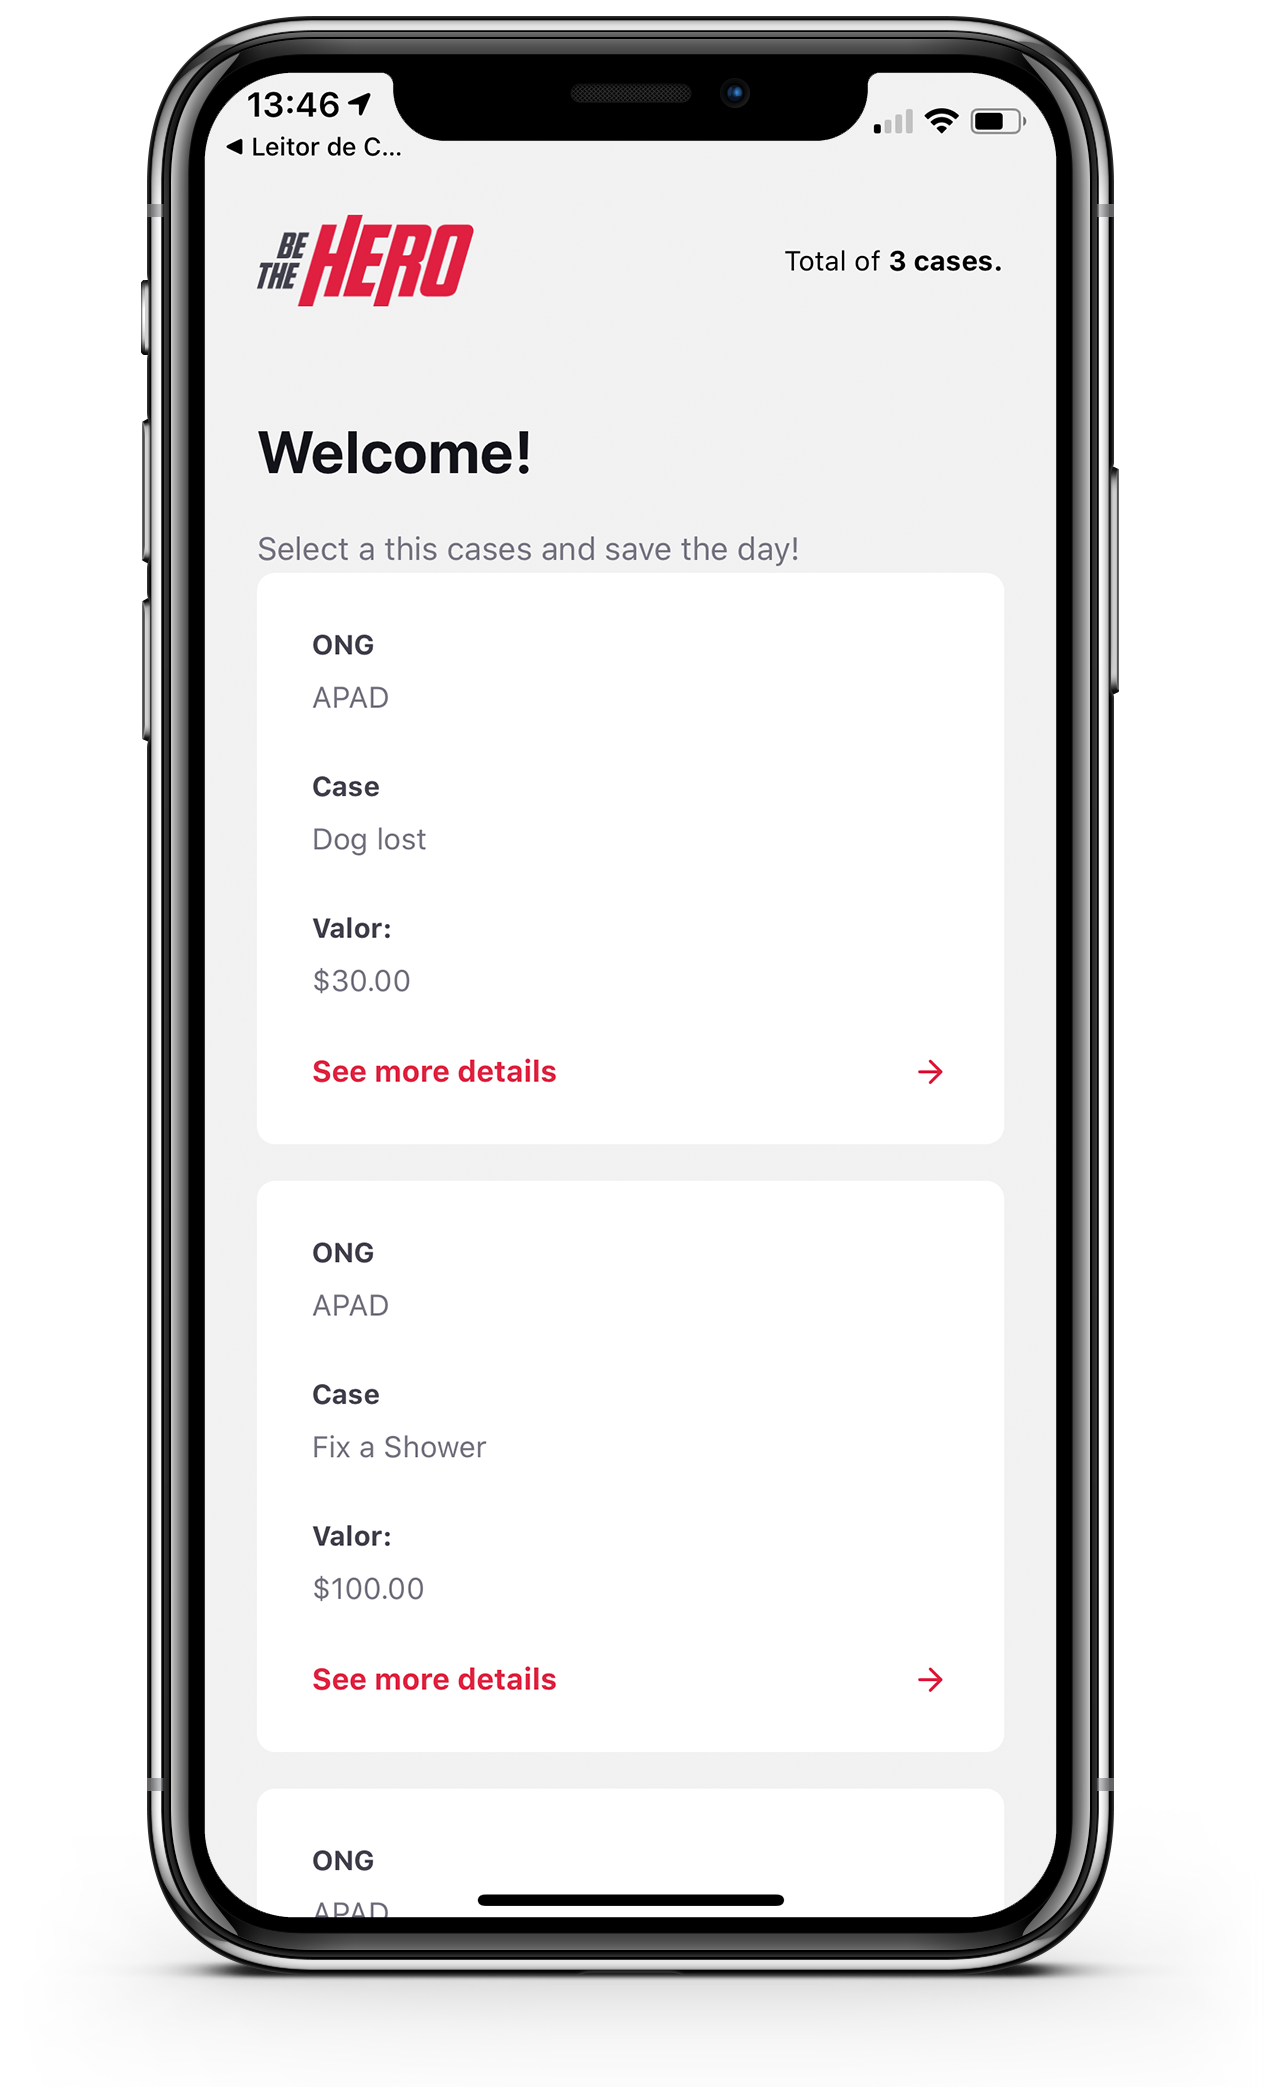 13:46
Leitor de C...
BE THE HERO
Total of 3 cases.
Welcome!
Select a this cases and save the day!
ONG
APAD
Case
Dog lost
Valor:
$30.00
See more details
ONG
APAD
Case
Fix a Shower
Valor:
$100.00
See more details
ONG
APAD